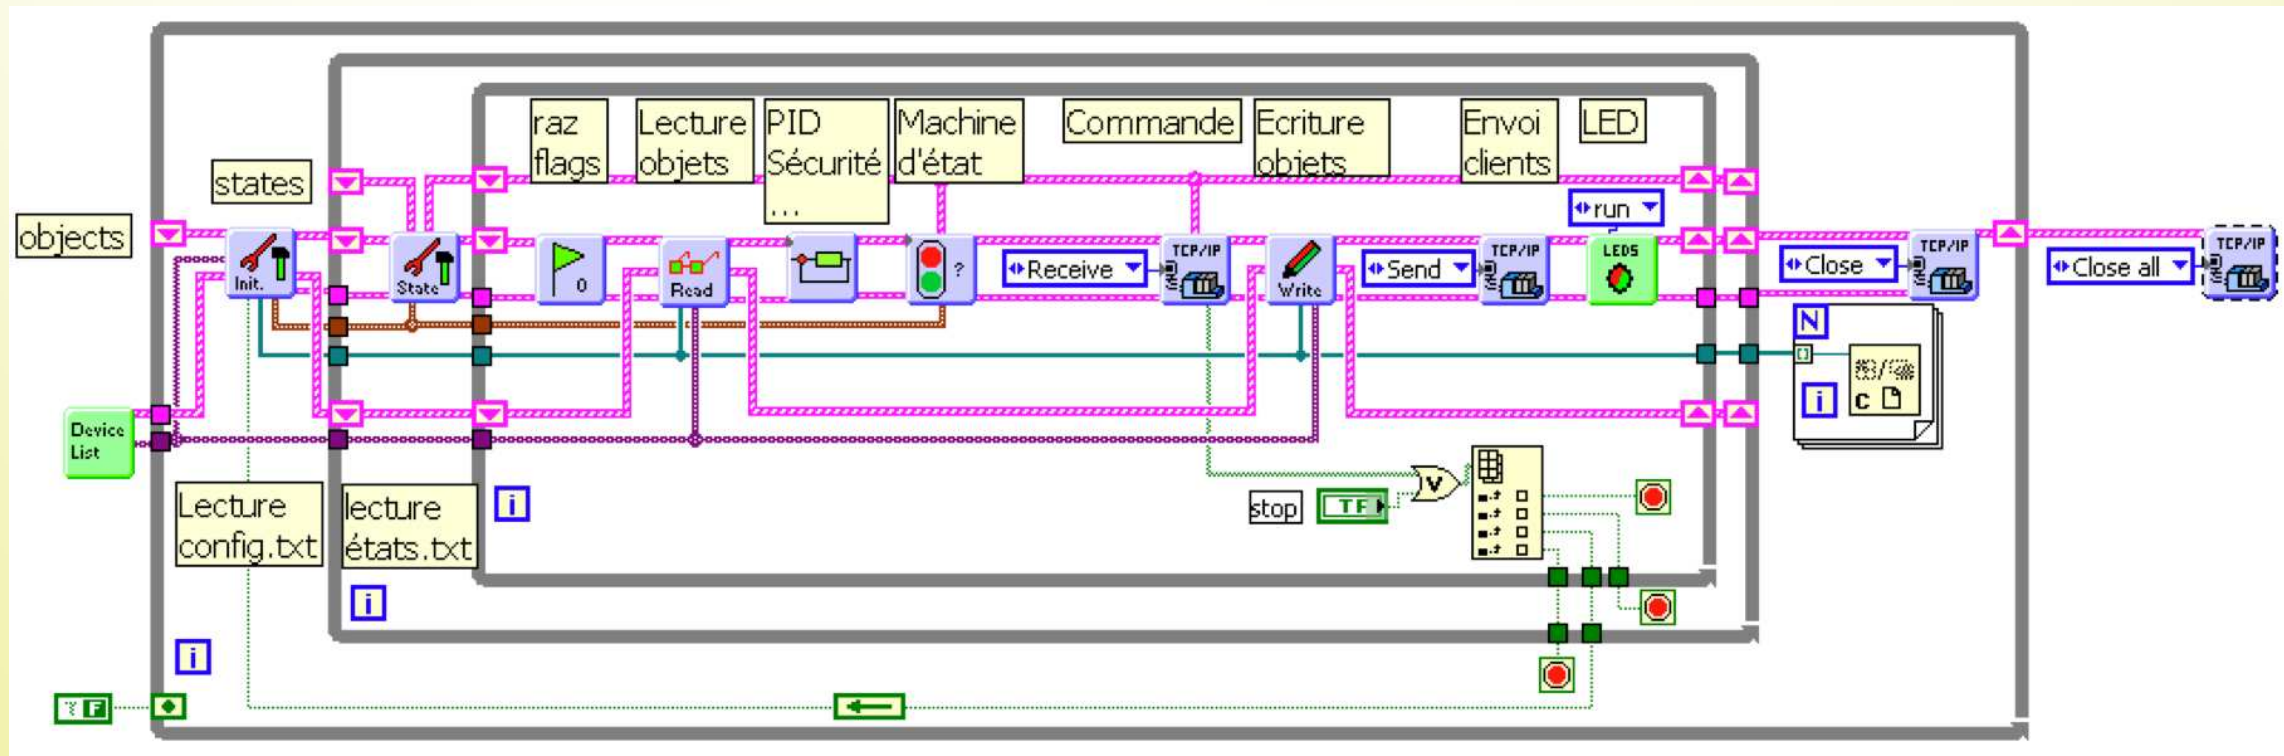 objects
states
raz
flags
Lecture
objets
PID
Sécurité
...
Machine
d'état
Commande
Ecriture
objets
Envoi
clients
LED
run
Init.
State
0
Read
?
Receive
TCP/IP
Write
Send
TCP/IP
LEDS
Close
TCP/IP
Close all
TCP/IP
N
i
C
Device
List
Lecture
config.txt
lecture
états.txt
i
stop
TF
V
i
i
F